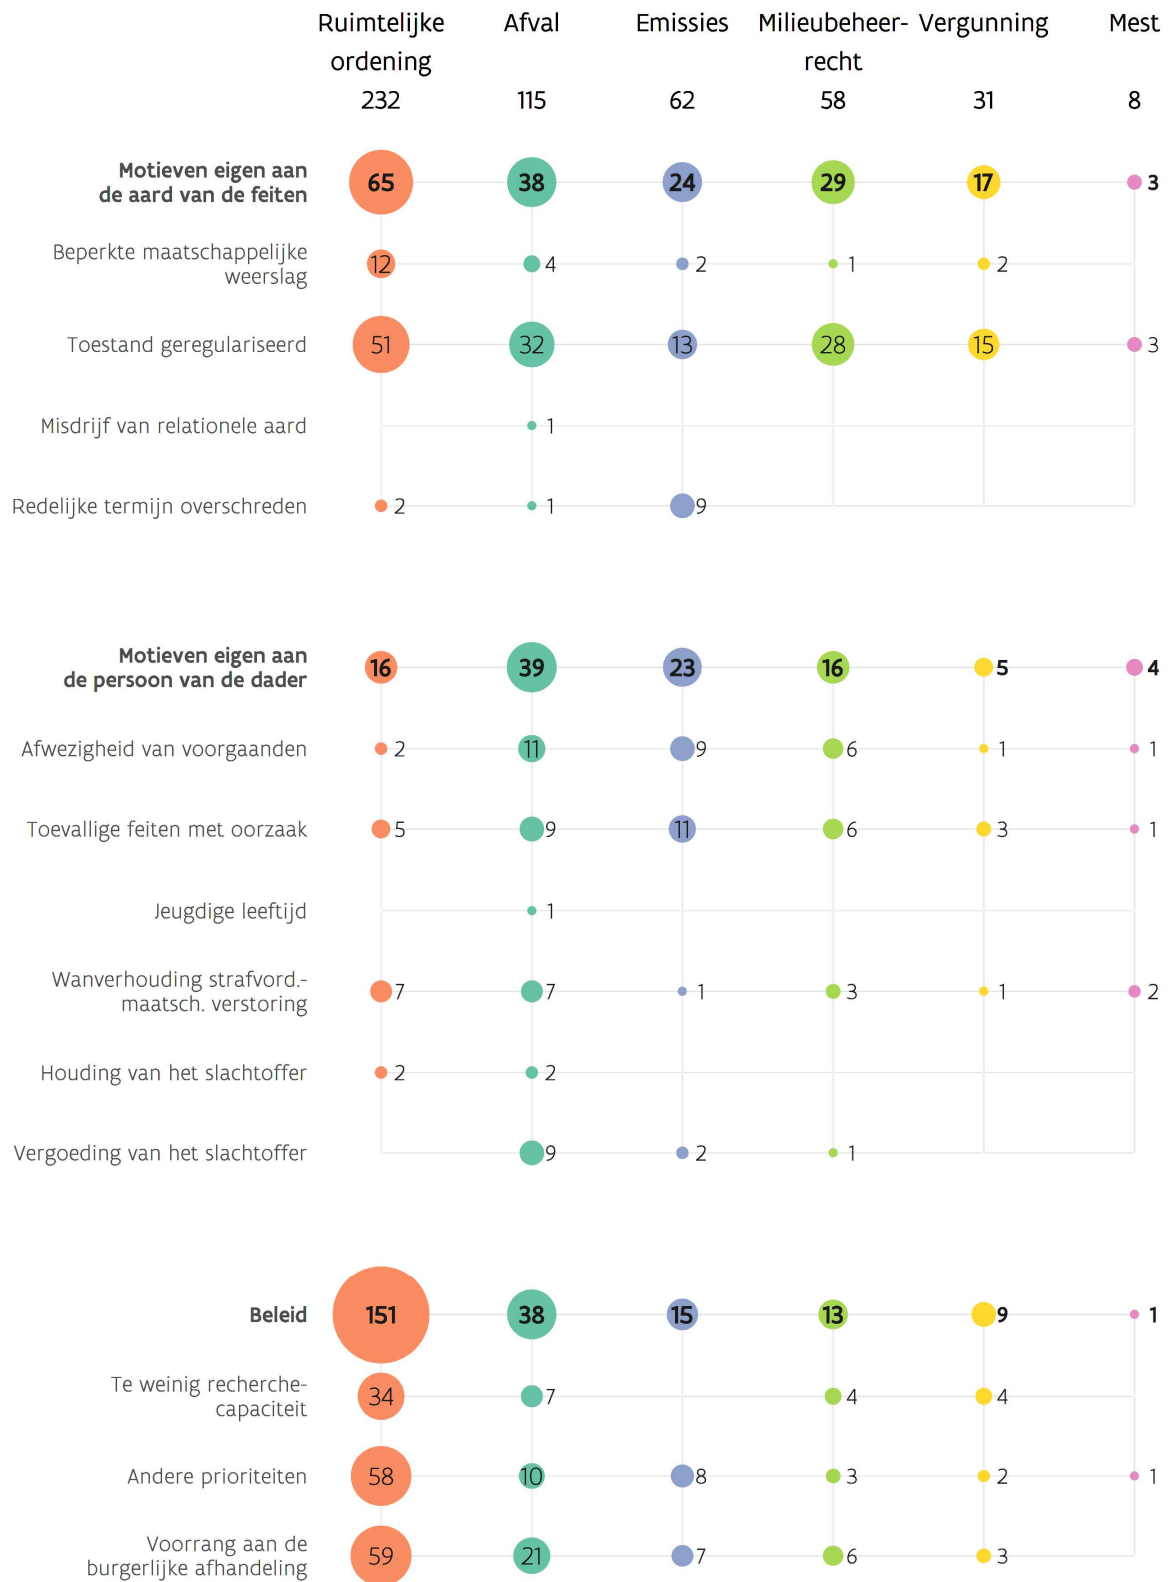 Ruimtelijke Afval Emissies Milieubeheer- Vergunning Mest
ordening recht
232 115 62 58 31 8
Motieven eigen aan
de aard van de feiten
65 38 24 29 17 3
Beperkte maatschappelijke
weerslag
12 4 2 1 2
Toestand geregulariseerd 51 32 13 28 15 3
Misdrijf van relationele aard 1
Redelijke termijn overschreden 2 1 9
Motieven eigen aan
de persoon van de dader
16 39 23 16 5 4
Afwezigheid van voorgaanden 2 11 9 6 1 1
Toevallige feiten met oorzaak 5 9 11 6 3 1
Jeugdige leeftijd 1
Wanverhouding strafvord.-
maatsch. verstoring
7 7 1 3 1 2
Houding van het slachtoffer 2 2
Vergoeding van het slachtoffer 9 2 1
Beleid 151 38 15 13 9 1
Te weinig recherche-
capaciteit
34 7 4 4
Andere prioriteiten 58 10 8 3 2 1
Voorrang aan de
burgerlijke afhandeling
59 21 7 6 3